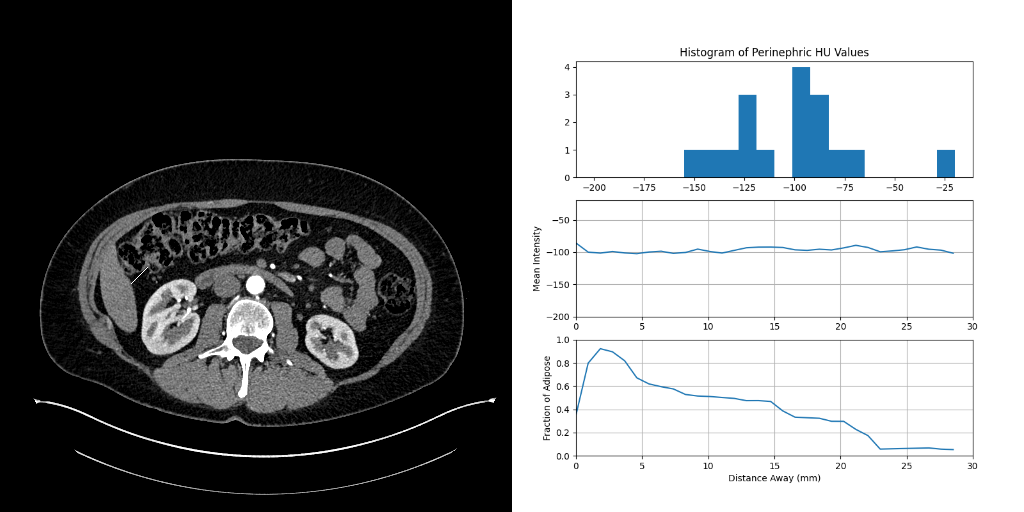 Histogram of Perinephric HU Values
4
3
2
1
0
−200 −175 −150 −125 −100 −75 −50 −25
Mean Intensity
−50
−100
−150
−200
0 5 10 15 20 25 30
Fraction of Adipose
1.0
0.8
0.6
0.4
0.2
0.0
0 5 10 15 20 25 30
Distance Away (mm)